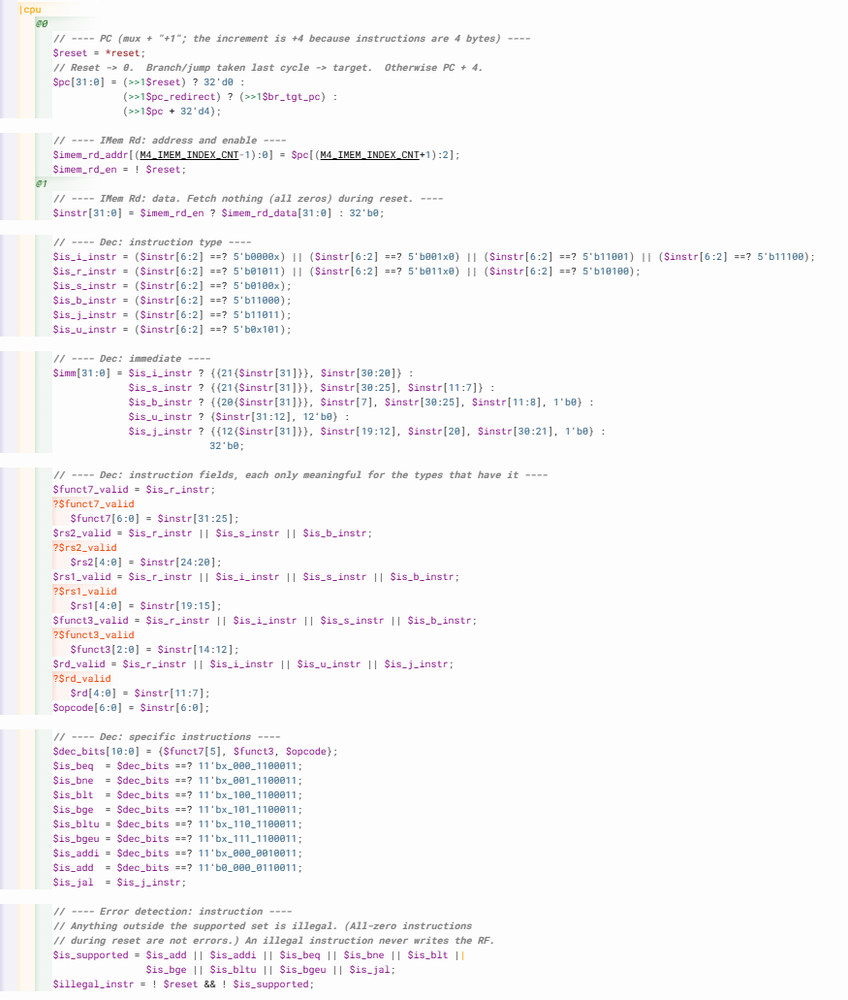 |cpu
@0
// ---- PC (mux + "+1"; the increment is +4 because instructions are 4 bytes) ----
$reset = *reset;
// Reset -> 0.  Branch/jump taken last cycle -> target.  Otherwise PC + 4.
$pc[31:0] = (>>1$reset) ? 32'd0 :
(>>1$pc_redirect) ? (>>1$br_tgt_pc) :
(>>1$pc + 32'd4);
// ---- IMem Rd: address and enable ----
$imem_rd_addr[(M4_IMEM_INDEX_CNT-1):0] = $pc[(M4_IMEM_INDEX_CNT+1):2];
$imem_rd_en = ! $reset;
@1
// ---- IMem Rd: data. Fetch nothing (all zeros) during reset. ----
$instr[31:0] = $imem_rd_en ? $imem_rd_data[31:0] : 32'b0;
// ---- Dec: instruction type ----
$is_i_instr = ($instr[6:2] ==? 5'b0000x) || ($instr[6:2] ==? 5'b001x0) || ($instr[6:2] ==? 5'b11001) || ($instr[6:2] ==? 5'b11100);
$is_r_instr = ($instr[6:2] ==? 5'b01011) || ($instr[6:2] ==? 5'b011x0) || ($instr[6:2] ==? 5'b10100);
$is_s_instr = ($instr[6:2] ==? 5'b0100x);
$is_b_instr = ($instr[6:2] ==? 5'b11000);
$is_j_instr = ($instr[6:2] ==? 5'b11011);
$is_u_instr = ($instr[6:2] ==? 5'b0x101);
// ---- Dec: immediate ----
$imm[31:0] = $is_i_instr ? {{21{$instr[31]}}, $instr[30:20]} :
$is_s_instr ? {{21{$instr[31]}}, $instr[30:25], $instr[11:7]} :
$is_b_instr ? {{20{$instr[31]}}, $instr[7], $instr[30:25], $instr[11:8], 1'b0} :
$is_u_instr ? {$instr[31:12], 12'b0} :
$is_j_instr ? {{12{$instr[31]}}, $instr[19:12], $instr[20], $instr[30:21], 1'b0} :
32'b0;
// ---- Dec: instruction fields, each only meaningful for the types that have it ----
$funct7_valid = $is_r_instr;
?$funct7_valid
$funct7[6:0] = $instr[31:25];
$rs2_valid = $is_r_instr || $is_s_instr || $is_b_instr;
?$rs2_valid
$rs2[4:0] = $instr[24:20];
$rs1_valid = $is_r_instr || $is_i_instr || $is_s_instr || $is_b_instr;
?$rs1_valid
$rs1[4:0] = $instr[19:15];
$funct3_valid = $is_r_instr || $is_i_instr || $is_s_instr || $is_b_instr;
?$funct3_valid
$funct3[2:0] = $instr[14:12];
$rd_valid = $is_r_instr || $is_i_instr || $is_u_instr || $is_j_instr;
?$rd_valid
$rd[4:0] = $instr[11:7];
$opcode[6:0] = $instr[6:0];
// ---- Dec: specific instructions ----
$dec_bits[10:0] = {$funct7[5], $funct3, $opcode};
$is_beq  = $dec_bits ==? 11'bx_000_1100011;
$is_bne  = $dec_bits ==? 11'bx_001_1100011;
$is_blt  = $dec_bits ==? 11'bx_100_1100011;
$is_bge  = $dec_bits ==? 11'bx_101_1100011;
$is_bltu = $dec_bits ==? 11'bx_110_1100011;
$is_bgeu = $dec_bits ==? 11'bx_111_1100011;
$is_addi = $dec_bits ==? 11'bx_000_0010011;
$is_add  = $dec_bits ==? 11'b0_000_0110011;
$is_jal  = $is_j_instr;
// ---- Error detection: instruction ----
// Anything outside the supported set is illegal. (All-zero instructions
// during reset are not errors.) An illegal instruction never writes the RF.
$is_supported = $is_add || $is_addi || $is_beq || $is_bne || $is_blt ||
$is_bge || $is_bltu || $is_bgeu || $is_jal;
$illegal_instr = ! $reset && ! $is_supported;